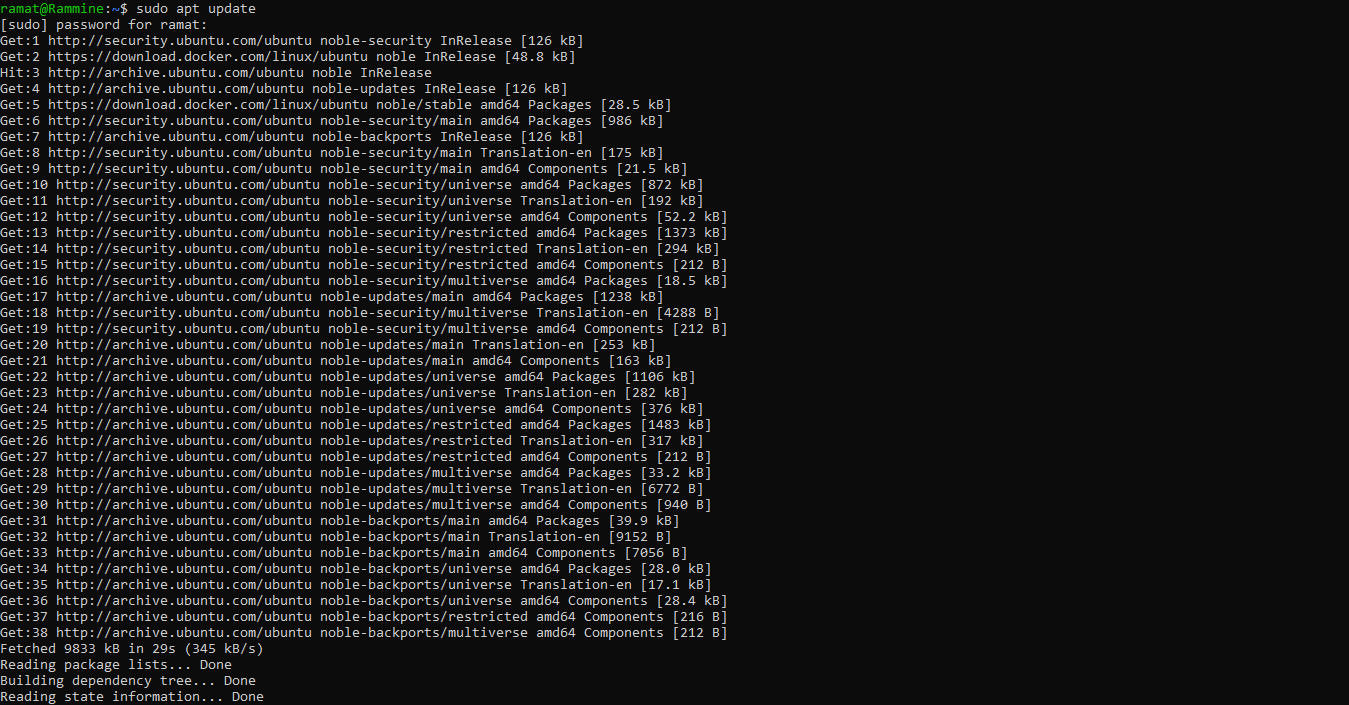 ramat@Rammine:~$ sudo apt update
[sudo] password for ramat:
Get:1 http://security.ubuntu.com/ubuntu noble-security InRelease [126 kB]
Get:2 https://download.docker.com/linux/ubuntu noble InRelease [48.8 kB]
Hit:3 http://archive.ubuntu.com/ubuntu noble InRelease
Get:4 http://archive.ubuntu.com/ubuntu noble-updates InRelease [126 kB]
Get:5 https://download.docker.com/linux/ubuntu noble/stable amd64 Packages [28.5 kB]
Get:6 http://security.ubuntu.com/ubuntu noble-security/main amd64 Packages [986 kB]
Get:7 http://archive.ubuntu.com/ubuntu noble-backports InRelease [126 kB]
Get:8 http://security.ubuntu.com/ubuntu noble-security/main Translation-en [175 kB]
Get:9 http://security.ubuntu.com/ubuntu noble-security/main amd64 Components [21.5 kB]
Get:10 http://security.ubuntu.com/ubuntu noble-security/universe amd64 Packages [872 kB]
Get:11 http://security.ubuntu.com/ubuntu noble-security/universe Translation-en [192 kB]
Get:12 http://security.ubuntu.com/ubuntu noble-security/universe amd64 Components [52.2 kB]
Get:13 http://security.ubuntu.com/ubuntu noble-security/restricted amd64 Packages [1373 kB]
Get:14 http://security.ubuntu.com/ubuntu noble-security/restricted Translation-en [294 kB]
Get:15 http://security.ubuntu.com/ubuntu noble-security/restricted amd64 Components [212 B]
Get:16 http://security.ubuntu.com/ubuntu noble-security/multiverse amd64 Packages [18.5 kB]
Get:17 http://archive.ubuntu.com/ubuntu noble-updates/main amd64 Packages [1238 kB]
Get:18 http://security.ubuntu.com/ubuntu noble-security/multiverse Translation-en [4288 B]
Get:19 http://security.ubuntu.com/ubuntu noble-security/multiverse amd64 Components [212 B]
Get:20 http://archive.ubuntu.com/ubuntu noble-updates/main Translation-en [253 kB]
Get:21 http://archive.ubuntu.com/ubuntu noble-updates/main amd64 Components [163 kB]
Get:22 http://archive.ubuntu.com/ubuntu noble-updates/universe amd64 Packages [1106 kB]
Get:23 http://archive.ubuntu.com/ubuntu noble-updates/universe Translation-en [282 kB]
Get:24 http://archive.ubuntu.com/ubuntu noble-updates/universe amd64 Components [376 kB]
Get:25 http://archive.ubuntu.com/ubuntu noble-updates/restricted amd64 Packages [1483 kB]
Get:26 http://archive.ubuntu.com/ubuntu noble-updates/restricted Translation-en [317 kB]
Get:27 http://archive.ubuntu.com/ubuntu noble-updates/restricted amd64 Components [212 B]
Get:28 http://archive.ubuntu.com/ubuntu noble-updates/multiverse amd64 Packages [33.2 kB]
Get:29 http://archive.ubuntu.com/ubuntu noble-updates/multiverse Translation-en [6772 B]
Get:30 http://archive.ubuntu.com/ubuntu noble-updates/multiverse amd64 Components [940 B]
Get:31 http://archive.ubuntu.com/ubuntu noble-backports/main amd64 Packages [39.9 kB]
Get:32 http://archive.ubuntu.com/ubuntu noble-backports/main Translation-en [9152 B]
Get:33 http://archive.ubuntu.com/ubuntu noble-backports/main amd64 Components [7056 B]
Get:34 http://archive.ubuntu.com/ubuntu noble-backports/universe amd64 Packages [28.0 kB]
Get:35 http://archive.ubuntu.com/ubuntu noble-backports/universe Translation-en [17.1 kB]
Get:36 http://archive.ubuntu.com/ubuntu noble-backports/universe amd64 Components [28.4 kB]
Get:37 http://archive.ubuntu.com/ubuntu noble-backports/restricted amd64 Components [216 B]
Get:38 http://archive.ubuntu.com/ubuntu noble-backports/multiverse amd64 Components [212 B]
Fetched 9833 kB in 29s (345 kB/s)
Reading package lists... Done
Building dependency tree... Done
Reading state information... Done